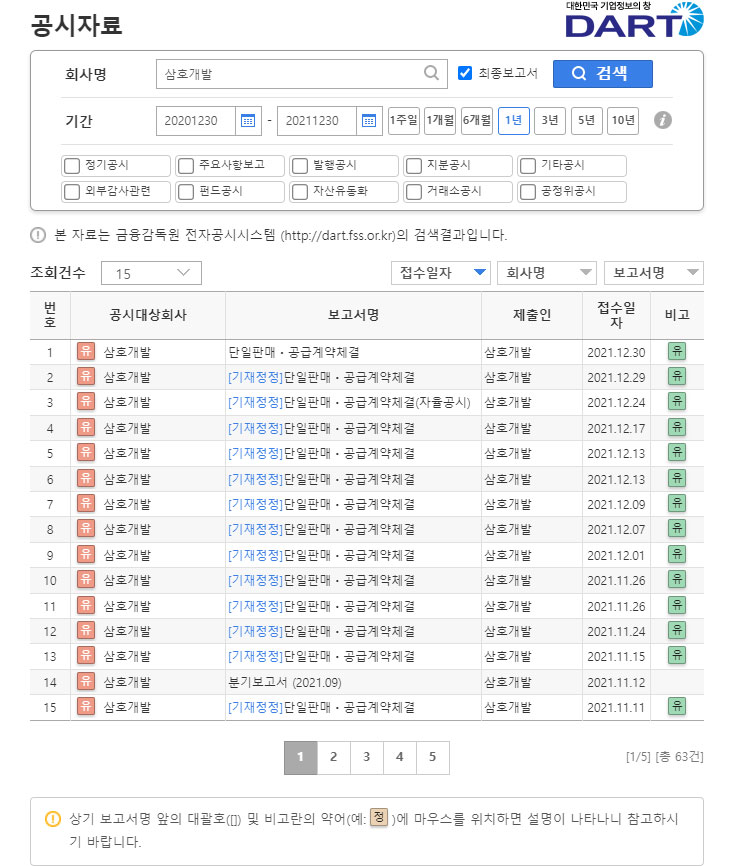 대한민국 기업정보의 창
공시자료 DART
회사명 삼호개발 최종보고서 검색
기간 20201230 - 20211230 1주일 1개월 6개월 1년 3년 5년 10년 i
정기공시 주요사항보고 발행공시 지분공시 기타공시
외부감사관련 펀드공시 자산유동화 거래소공시 공정위공시
본 자료는 금융감독원 전자공시시스템 (http://dart.fss.or.kr)의 검색결과입니다.
조회건수 15 접수일자 회사명 보고서명
번호 공시대상회사 보고서명 제출인 접수일자 비고
1 유 삼호개발 단일판매・공급계약체결 삼호개발 2021.12.30 유
2 유 삼호개발 [기재정정]단일판매・공급계약체결 삼호개발 2021.12.29 유
3 유 삼호개발 [기재정정]단일판매・공급계약체결(자율공시) 삼호개발 2021.12.24 유
4 유 삼호개발 [기재정정]단일판매・공급계약체결 삼호개발 2021.12.17 유
5 유 삼호개발 [기재정정]단일판매・공급계약체결 삼호개발 2021.12.13 유
6 유 삼호개발 [기재정정]단일판매・공급계약체결 삼호개발 2021.12.13 유
7 유 삼호개발 [기재정정]단일판매・공급계약체결 삼호개발 2021.12.09 유
8 유 삼호개발 [기재정정]단일판매・공급계약체결 삼호개발 2021.12.07 유
9 유 삼호개발 [기재정정]단일판매・공급계약체결 삼호개발 2021.12.01 유
10 유 삼호개발 [기재정정]단일판매・공급계약체결 삼호개발 2021.11.26 유
11 유 삼호개발 [기재정정]단일판매・공급계약체결 삼호개발 2021.11.26 유
12 유 삼호개발 [기재정정]단일판매・공급계약체결 삼호개발 2021.11.24 유
13 유 삼호개발 [기재정정]단일판매・공급계약체결 삼호개발 2021.11.15 유
14 유 삼호개발 분기보고서 (2021.09) 삼호개발 2021.11.12
15 유 삼호개발 [기재정정]단일판매・공급계약체결 삼호개발 2021.11.11 유
1 2 3 4 5 [1/5] [총 63건]
상기 보고서명 앞의 대괄호([]) 및 비고란의 약어(예: 정 )에 마우스를 위치하면 설명이 나타나니 참고하시
기 바랍니다.